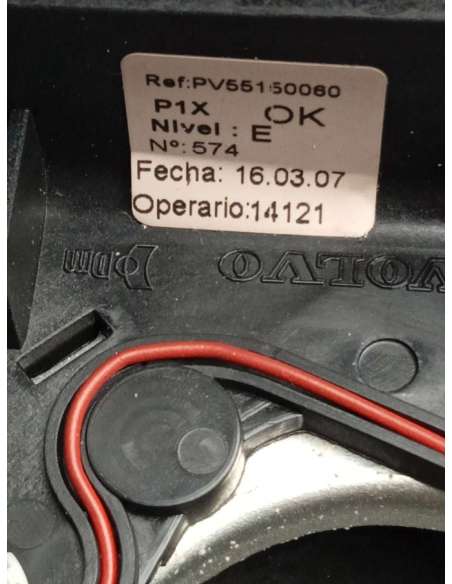 Ref:PV55150060
P1X OK
Nivel : E
Nº:574
Fecha: 16.03.07
Operario:14121
VOLVO